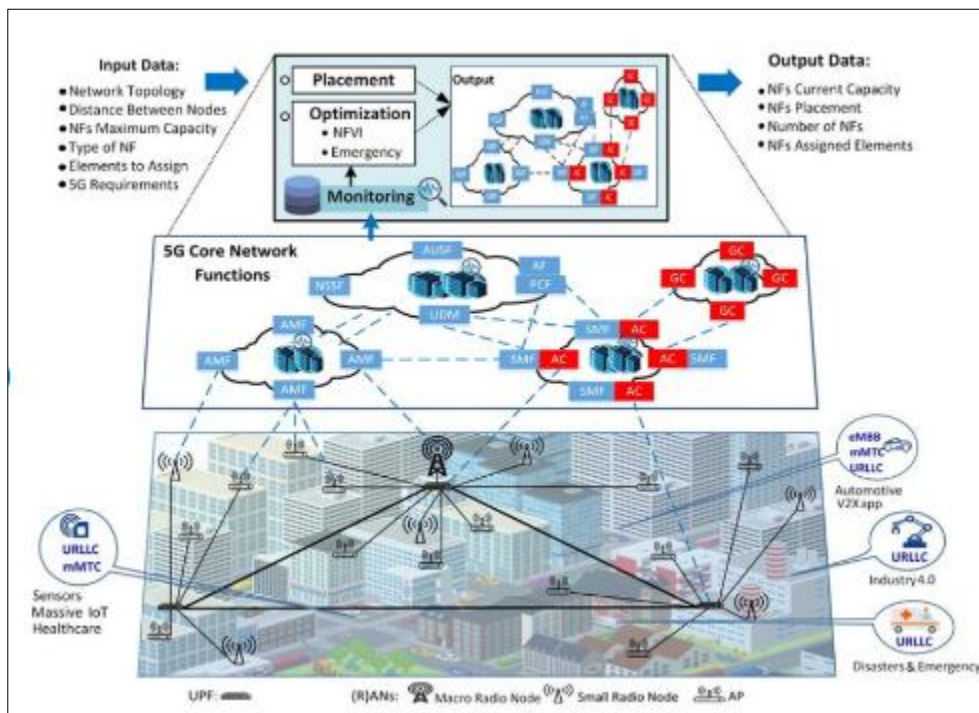 Input Data:
Network Topology
Distance Between Nodes
NFs Maximum Capacity
Type of NF
Elements to Assign
5G Requirements
Placement
Optimization
NFVI
Emergency
Monitoring
Output
Output Data:
NFs Current Capacity
NFs Placement
Number of NFs
NFs Assigned Elements
5G Core Network
Functions
AUSF
AF
NSSF
PCF
UDM
GC
GC
GC
GC
AMF
AMF
AMF
AMF
SMF AC
SMF AC
AC SMF
SMF AC
eMBB
mMTC
URLLC
Automotive
V2X app
URLLC
mMTC
Sensors
Massive IoT
Healthcare
URLLC
Industry4.0
URLLC
Disasters & Emergency
UPF:
(R)ANs:
Macro Radio Node
Small Radio Node
AP